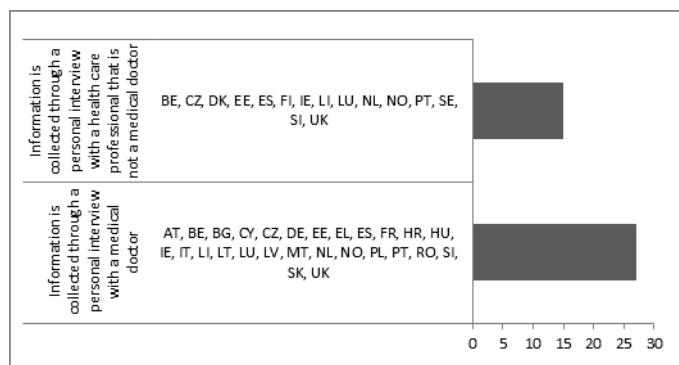 Information is
collected through a
personal interview
with a health care
professional that is
not a medical doctor
BE, CZ, DK, EE, ES, FI, IE, LI, LU, NL, NO, PT, SE,
SI, UK
Information is
collected through a
personal interview
with a medical
doctor
AT, BE, BG, CY, CZ, DE, EE, EL, ES, FR, HR, HU,
IE, IT, LI, LT, LU, LV, MT, NL, NO, PL, PT, RO, SI,
SK, UK
0 5 10 15 20 25 30